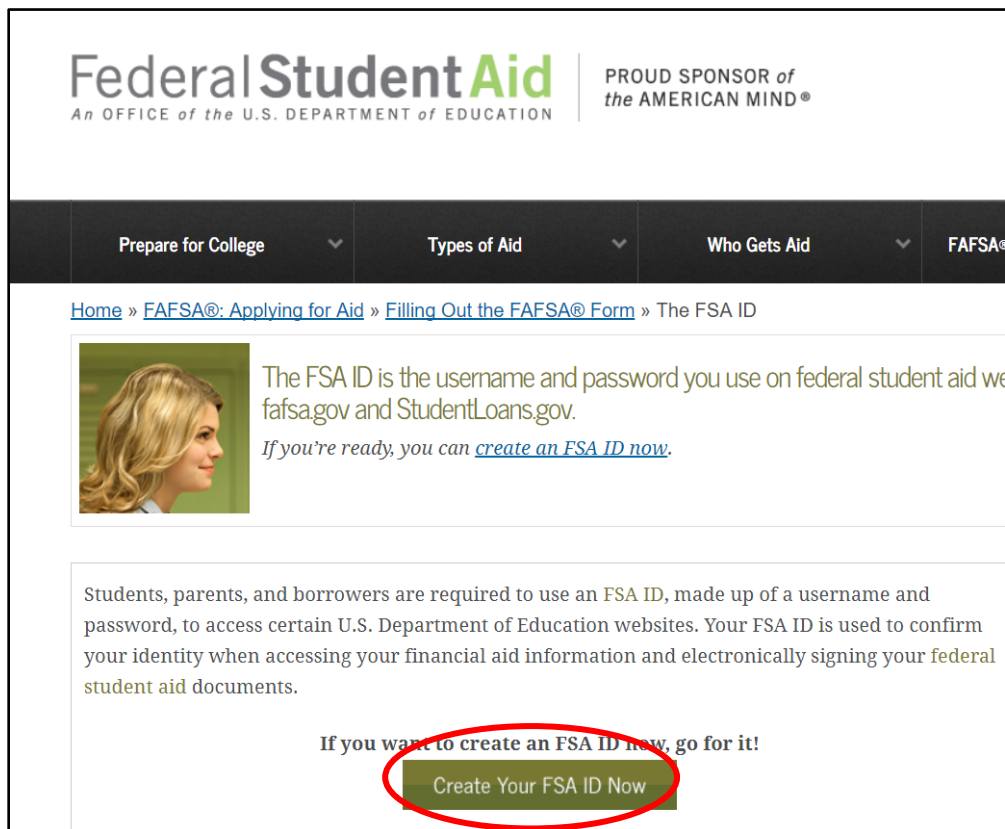 Federal Student Aid
An OFFICE of the U.S. DEPARTMENT of EDUCATION
PROUD SPONSOR of
the AMERICAN MIND®
Prepare for College
Types of Aid
Who Gets Aid
FAFSA®
Home » FAFSA®: Applying for Aid » Filling Out the FAFSA® Form » The FSA ID
The FSA ID is the username and password you use on federal student aid we
fafsa.gov and StudentLoans.gov.
If you're ready, you can create an FSA ID now.
Students, parents, and borrowers are required to use an FSA ID, made up of a username and
password, to access certain U.S. Department of Education websites. Your FSA ID is used to confirm
your identity when accessing your financial aid information and electronically signing your federal
student aid documents.
If you want to create an FSA ID now, go for it!
Create Your FSA ID Now